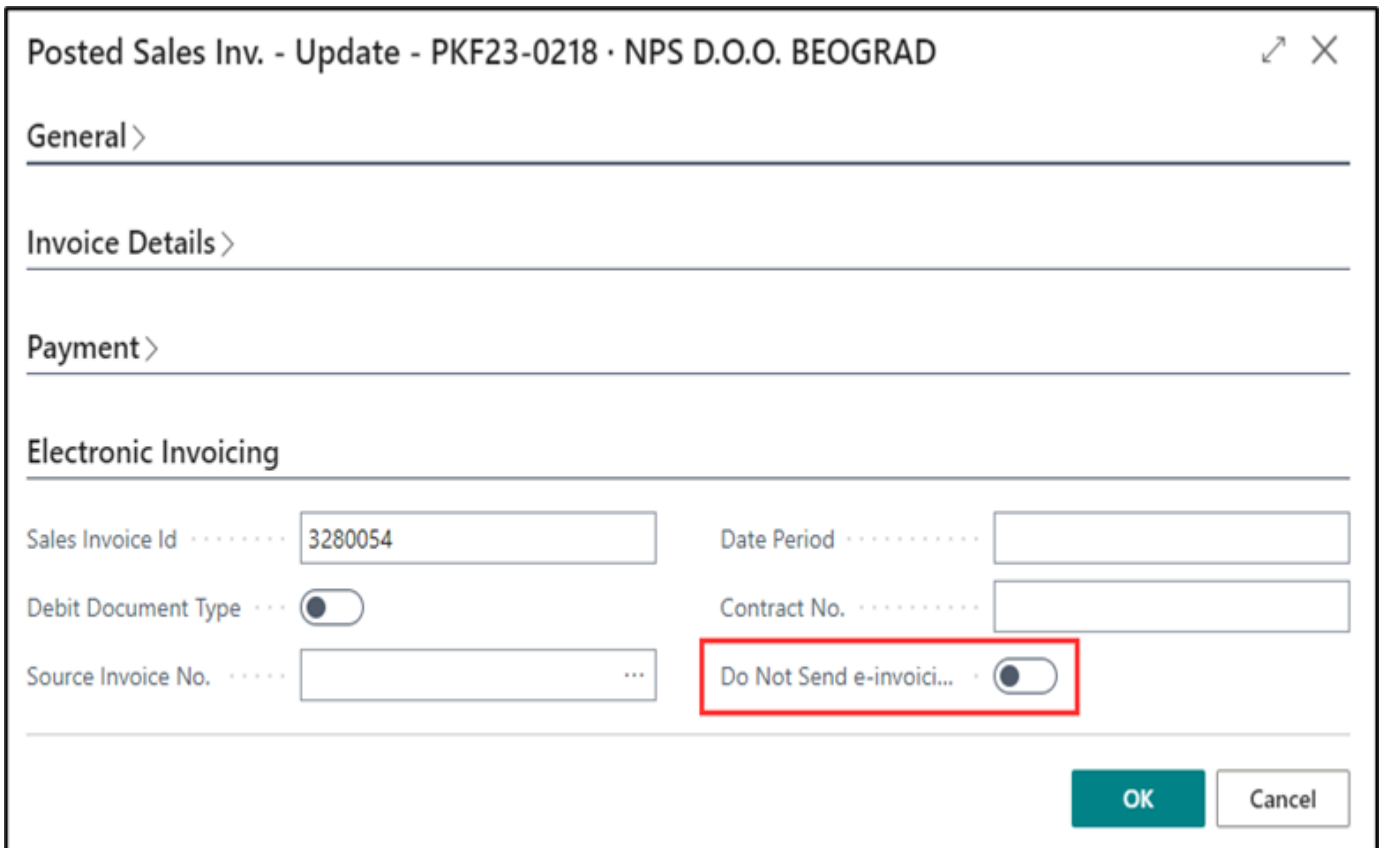 Posted Sales Inv. - Update - PKF23-0218 · NPS D.O.O. BEOGRAD
General
Invoice Details
Payment
Electronic Invoicing
Sales Invoice Id 3280054
Date Period
Debit Document Type
Contract No.
Source Invoice No. ...
Do Not Send e-invoici...
OK
Cancel